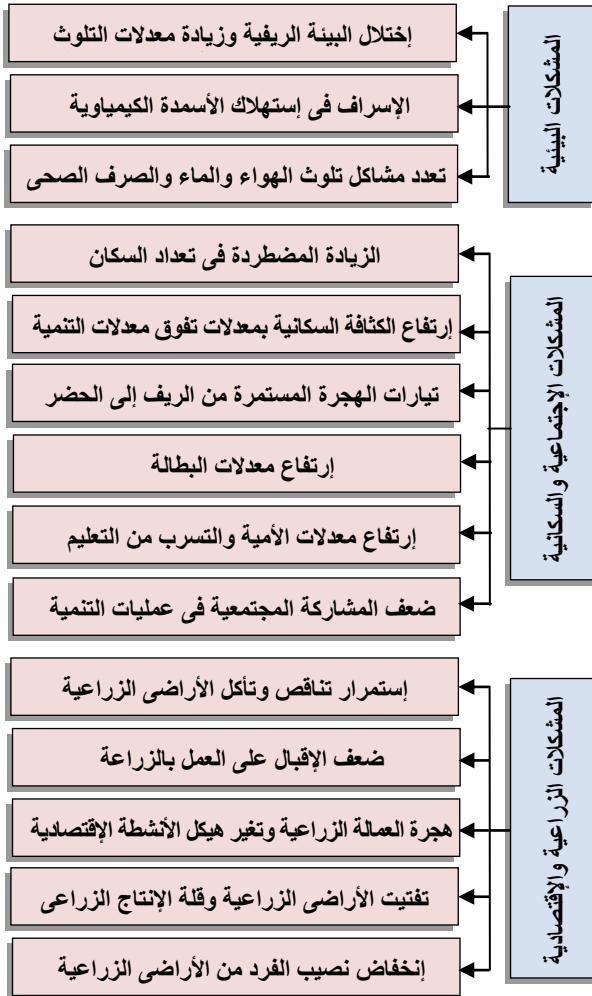 المشكلات البيئية
إختلال البيئة الريفية وزيادة معدلات التلوث
الإسراف فى إستهلاك الأسمدة الكيمياوية
تعدد مشاكل تلوث الهواء والماء والصرف الصحى
المشكلات الإجتماعية والسكانية
الزيادة المضطردة فى تعداد السكان
إرتفاع الكثافة السكانية بمعدلات تفوق معدلات التنمية
تيارات الهجرة المستمرة من الريف إلى الحضر
إرتفاع معدلات البطالة
إرتفاع معدلات الأمية والتسرب من التعليم
ضعف المشاركة المجتمعية فى عمليات التنمية
المشكلات الزراعية والإقتصادية
إستمرار تناقص وتأكل الأراضى الزراعية
ضعف الإقبال على العمل بالزراعة
هجرة العمالة الزراعية وتغير هيكل الأنشطة الإقتصادية
تفتيت الأراضى الزراعية وقلة الإنتاج الزراعى
إنخفاض نصيب الفرد من الأراضى الزراعية